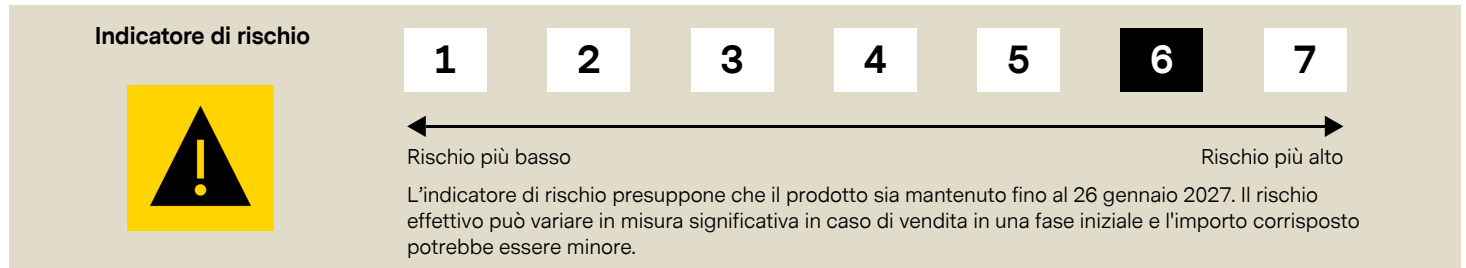 Indicatore di rischio
1 2 3 4 5 6 7
Rischio più basso Rischio più alto
L’indicatore di rischio presuppone che il prodotto sia mantenuto fino al 26 gennaio 2027. Il rischio
effettivo può variare in misura significativa in caso di vendita in una fase iniziale e l'importo corrisposto
potrebbe essere minore.